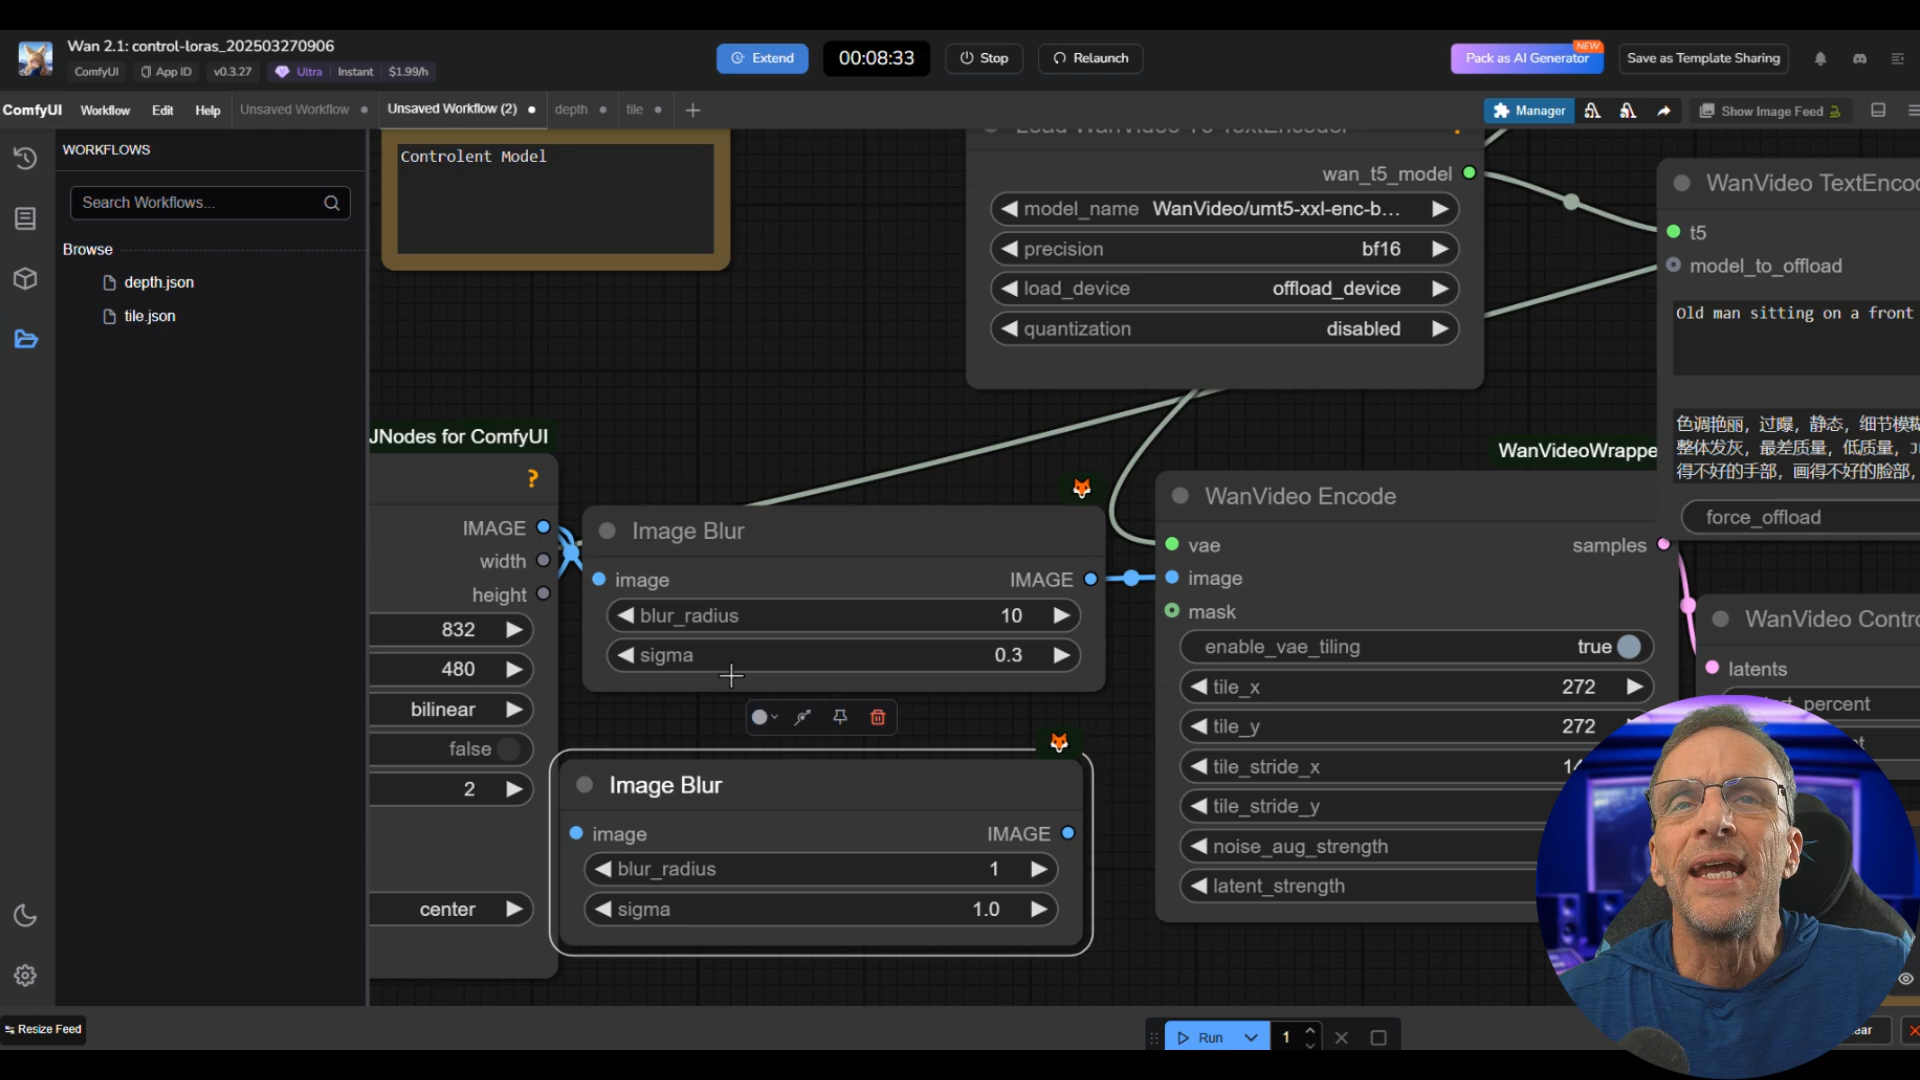 Wan 2.1: control-loras_202503270906
ComfyUI App ID v0.3.27 Ultra Instant $1.99/h
Extend 00:08:33 Stop Relaunch
NEW
Pack as AI Generator Save as Template Sharing
ComfyUI Workflow Edit Help Unsaved Workflow Unsaved Workflow (2) depth tile
Manager Show Image Feed
WORKFLOWS
Search Workflows...
Browse
depth.json
tile.json
Controlent Model
Load WanVideo T5 TextEncoder
wan_t5_model
model_name WanVideo/umt5-xxl-enc-b...
precision bf16
load_device offload_device
quantization disabled
WanVideo TextEnco
t5
model_to_offload
Old man sitting on a front
色调艳丽，过曝，静态，细节模糊
整体发灰，最差质量，低质量，J
得不好的手部，画得不好的脸部，
force_offload
JNodes for ComfyUI
?
IMAGE
width
height
832
480
bilinear
false
2
center
Image Blur
image IMAGE
blur_radius 10
sigma 0.3
Image Blur
image IMAGE
blur_radius 1
sigma 1.0
WanVideoWrappe
WanVideo Encode
vae samples
image
mask
enable_vae_tiling true
tile_x 272
tile_y 272
tile_stride_x
tile_stride_y
noise_aug_strength
latent_strength
WanVideo Contro
latents
percent
Resize Feed
Run 1
ear